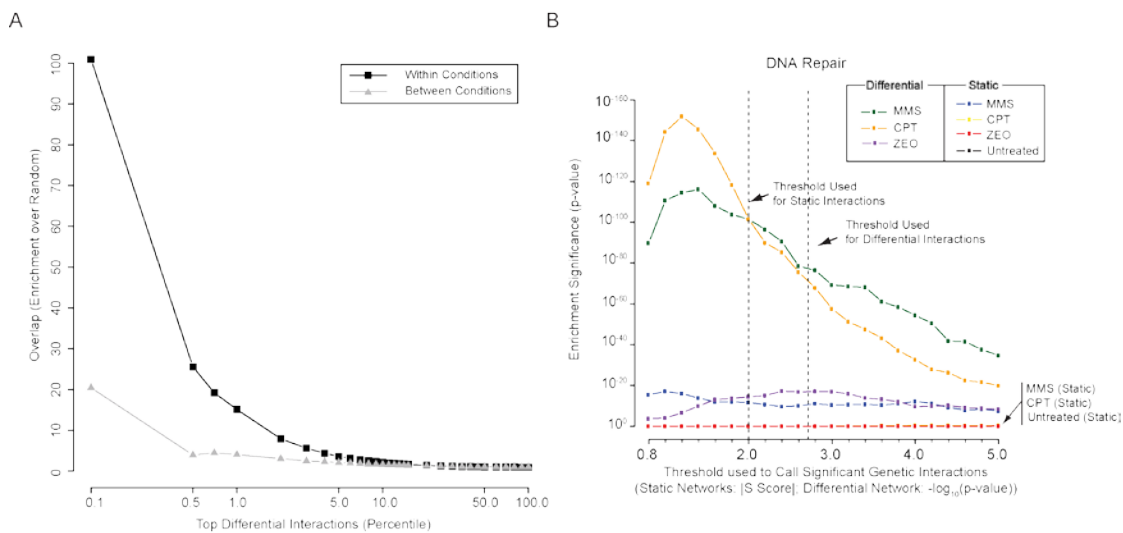 A
Overlap (Enrichment over Random)
100
90
80
70
60
50
40
30
20
10
0
Within Conditions
Between Conditions
0.1
0.5
1.0
5.0
10.0
50.0
100.0
Top Differential Interactions (Percentile)
B
DNA Repair
Differential
Static
MMS
CPT
ZEO
MMS
CPT
ZEO
Untreated
Enrichment Significance (p-value)
10-160
10-140
10-120
10-100
10-80
10-60
10-40
10-20
100
Threshold Used
for Static Interactions
Threshold Used
for Differential Interactions
MMS (Static)
CPT (Static)
Untreated (Static)
0.8
2.0
3.0
4.0
5.0
Threshold used to Call Significant Genetic Interactions
(Static Networks: |S Score|; Differential Network: -log10(p-value))